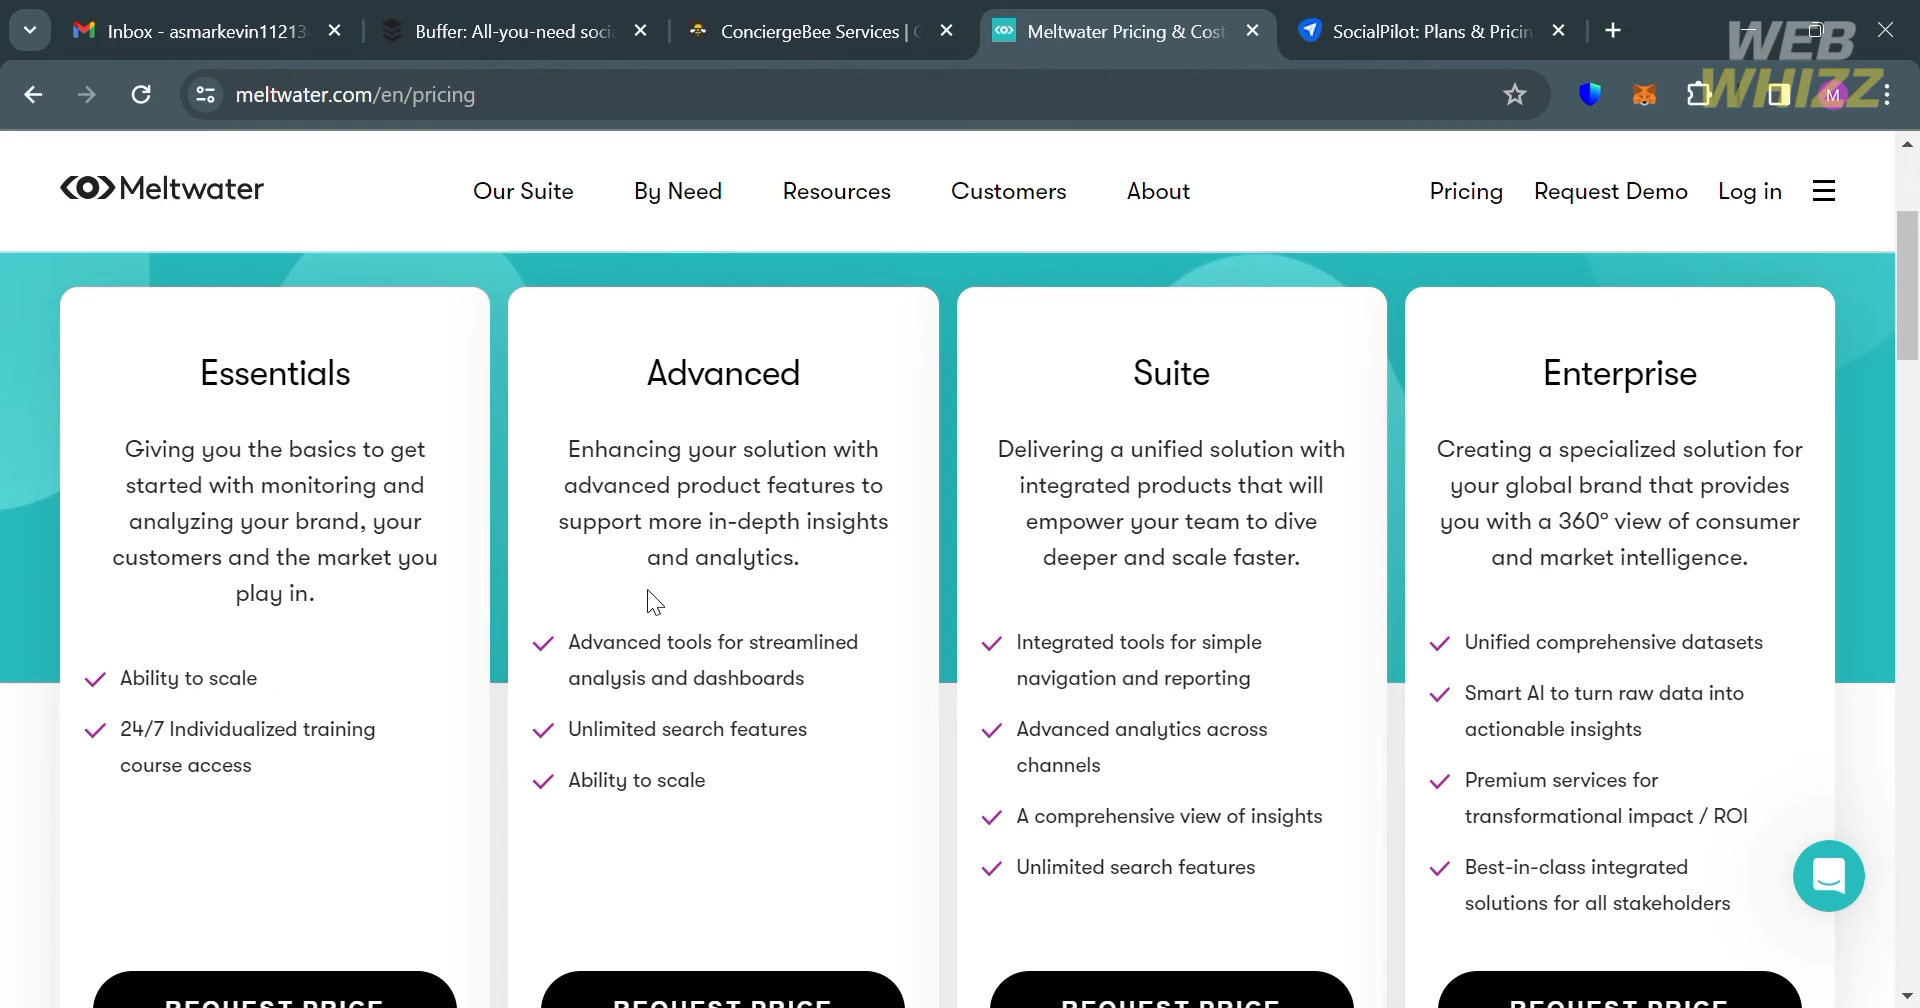 Inbox - asmarkevin11213
Buffer: All-you-need soci
ConciergeBee Services |
Meltwater Pricing & Cost
SocialPilot: Plans & Pricin
WEB
WHIZZ
meltwater.com/en/pricing
M
Meltwater
Our Suite
By Need
Resources
Customers
About
Pricing
Request Demo
Log in
Essentials
Giving you the basics to get
started with monitoring and
analyzing your brand, your
customers and the market you
play in.
Ability to scale
24/7 Individualized training
course access
REQUEST PRICE
Advanced
Enhancing your solution with
advanced product features to
support more in-depth insights
and analytics.
Advanced tools for streamlined
analysis and dashboards
Unlimited search features
Ability to scale
REQUEST PRICE
Suite
Delivering a unified solution with
integrated products that will
empower your team to dive
deeper and scale faster.
Integrated tools for simple
navigation and reporting
Advanced analytics across
channels
A comprehensive view of insights
Unlimited search features
REQUEST PRICE
Enterprise
Creating a specialized solution for
your global brand that provides
you with a 360° view of consumer
and market intelligence.
Unified comprehensive datasets
Smart AI to turn raw data into
actionable insights
Premium services for
transformational impact / ROI
Best-in-class integrated
solutions for all stakeholders
REQUEST PRICE